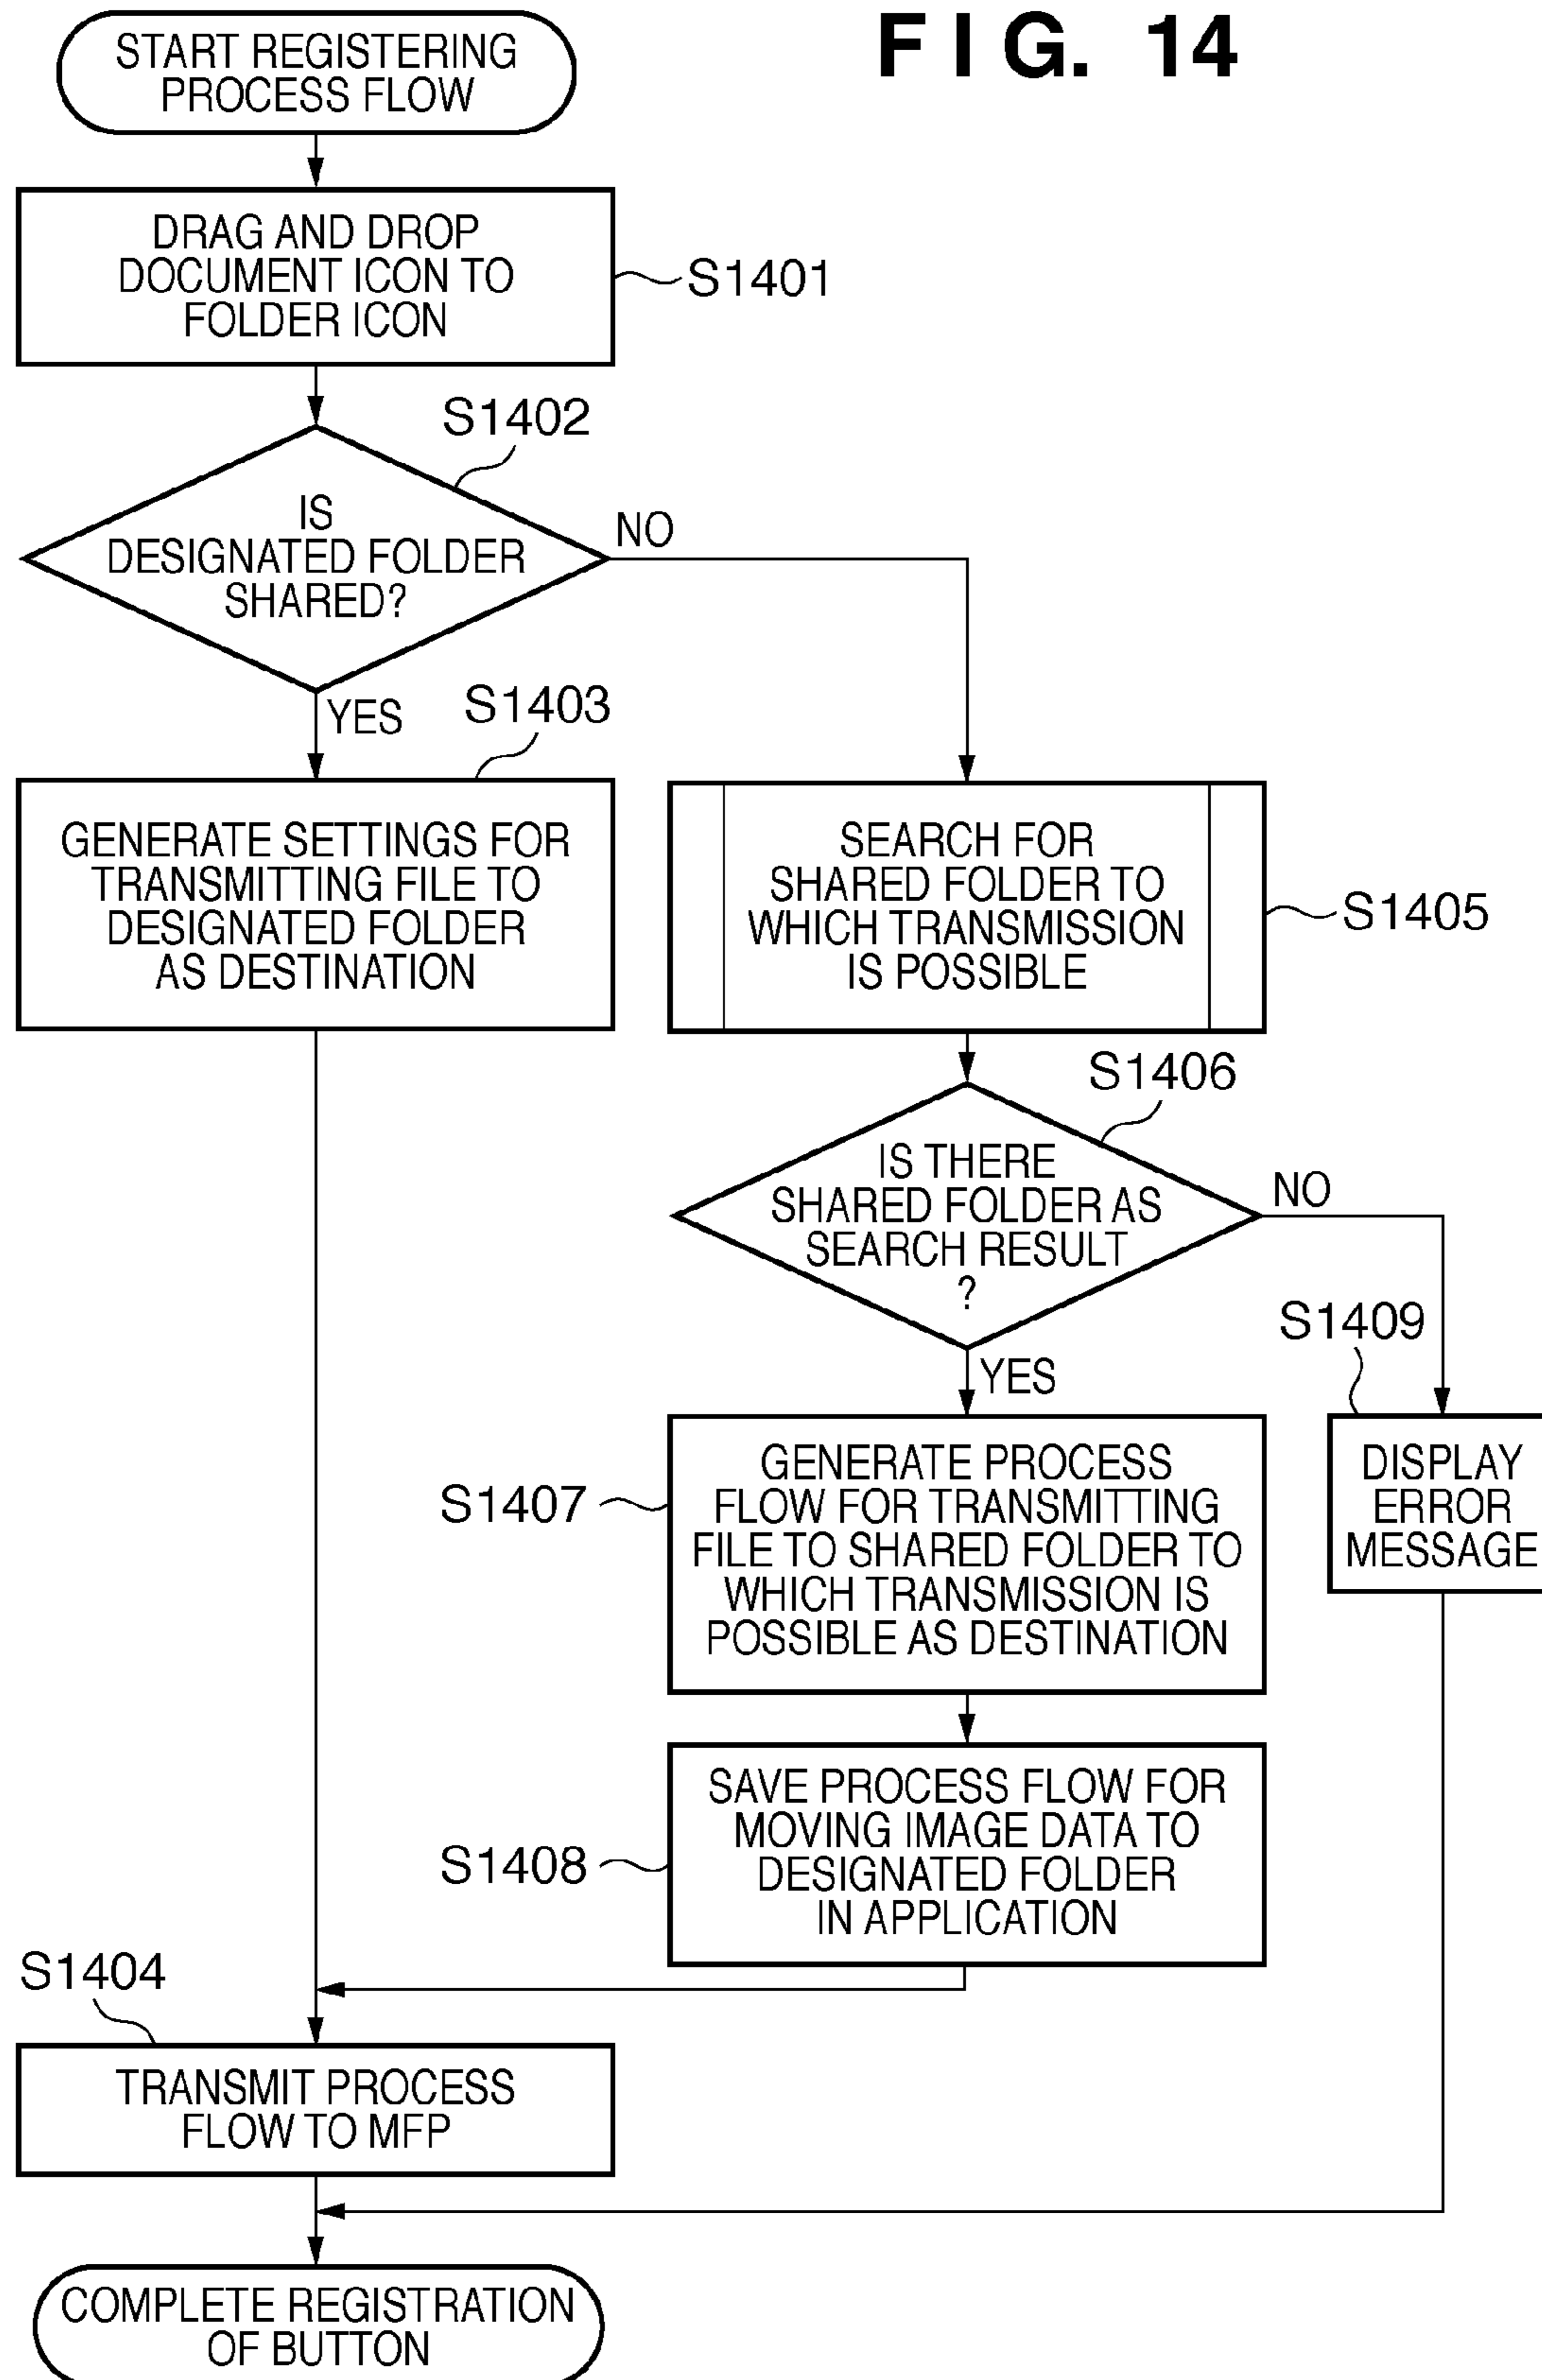 FIG. 14
START REGISTERING
PROCESS FLOW
DRAG AND DROP
DOCUMENT ICON TO
FOLDER ICON
S1401
S1402
IS
DESIGNATED FOLDER
SHARED?
NO
YES
S1403
GENERATE SETTINGS FOR
TRANSMITTING FILE TO
DESIGNATED FOLDER
AS DESTINATION
SEARCH FOR
SHARED FOLDER TO
WHICH TRANSMISSION
IS POSSIBLE
S1405
S1406
IS THERE
SHARED FOLDER AS
SEARCH RESULT
?
NO
YES
S1409
DISPLAY
ERROR
MESSAGE
S1407
GENERATE PROCESS
FLOW FOR TRANSMITTING
FILE TO SHARED FOLDER TO
WHICH TRANSMISSION IS
POSSIBLE AS DESTINATION
S1408
SAVE PROCESS FLOW FOR
MOVING IMAGE DATA TO
DESIGNATED FOLDER
IN APPLICATION
S1404
TRANSMIT PROCESS
FLOW TO MFP
COMPLETE REGISTRATION
OF BUTTON